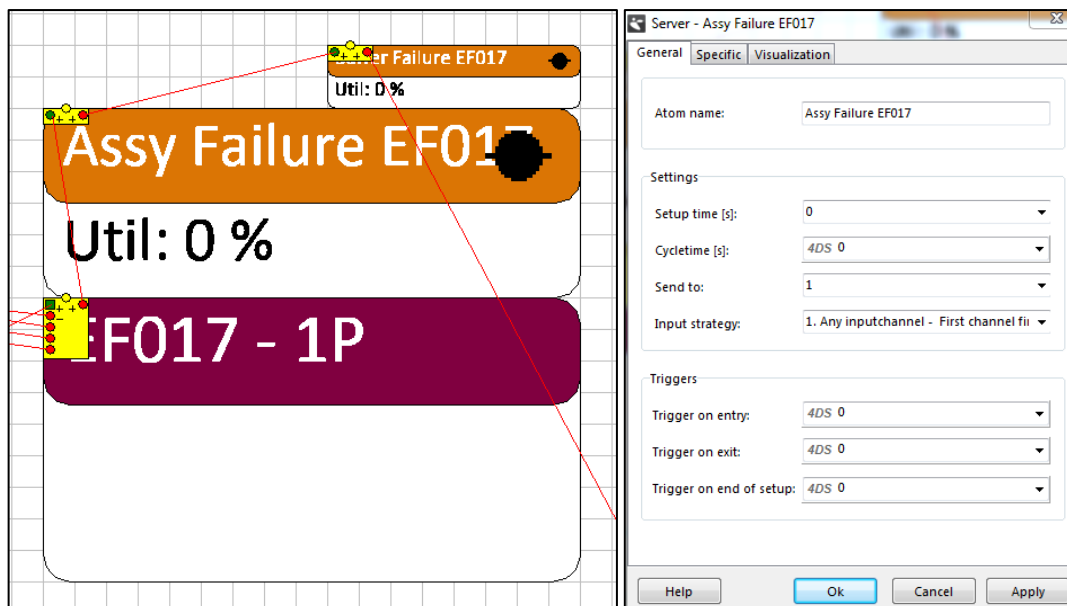 Failure EF017
Util: 0 %
Assy Failure EF017
Util: 0 %
EF017 - 1P
Server - Assy Failure EF017
General
Specific
Visualization
Atom name:
Assy Failure EF017
Settings
Setup time [s]:
0
Cycletime [s]:
4DS 0
Send to:
1
Input strategy:
1. Any inputchannel - First channel fir
Triggers
Trigger on entry:
4DS 0
Trigger on exit:
4DS 0
Trigger on end of setup:
4DS 0
Help
Ok
Cancel
Apply